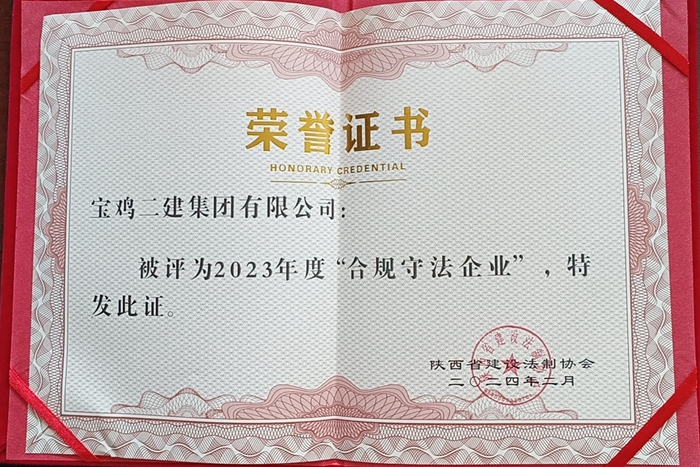 荣誉证书
HONORARY CREDENTIAL
宝鸡二建集团有限公司：
被评为2023年度“合规守法企业”，特
发此证。
陕西省建设法制协会
二〇二四年二月